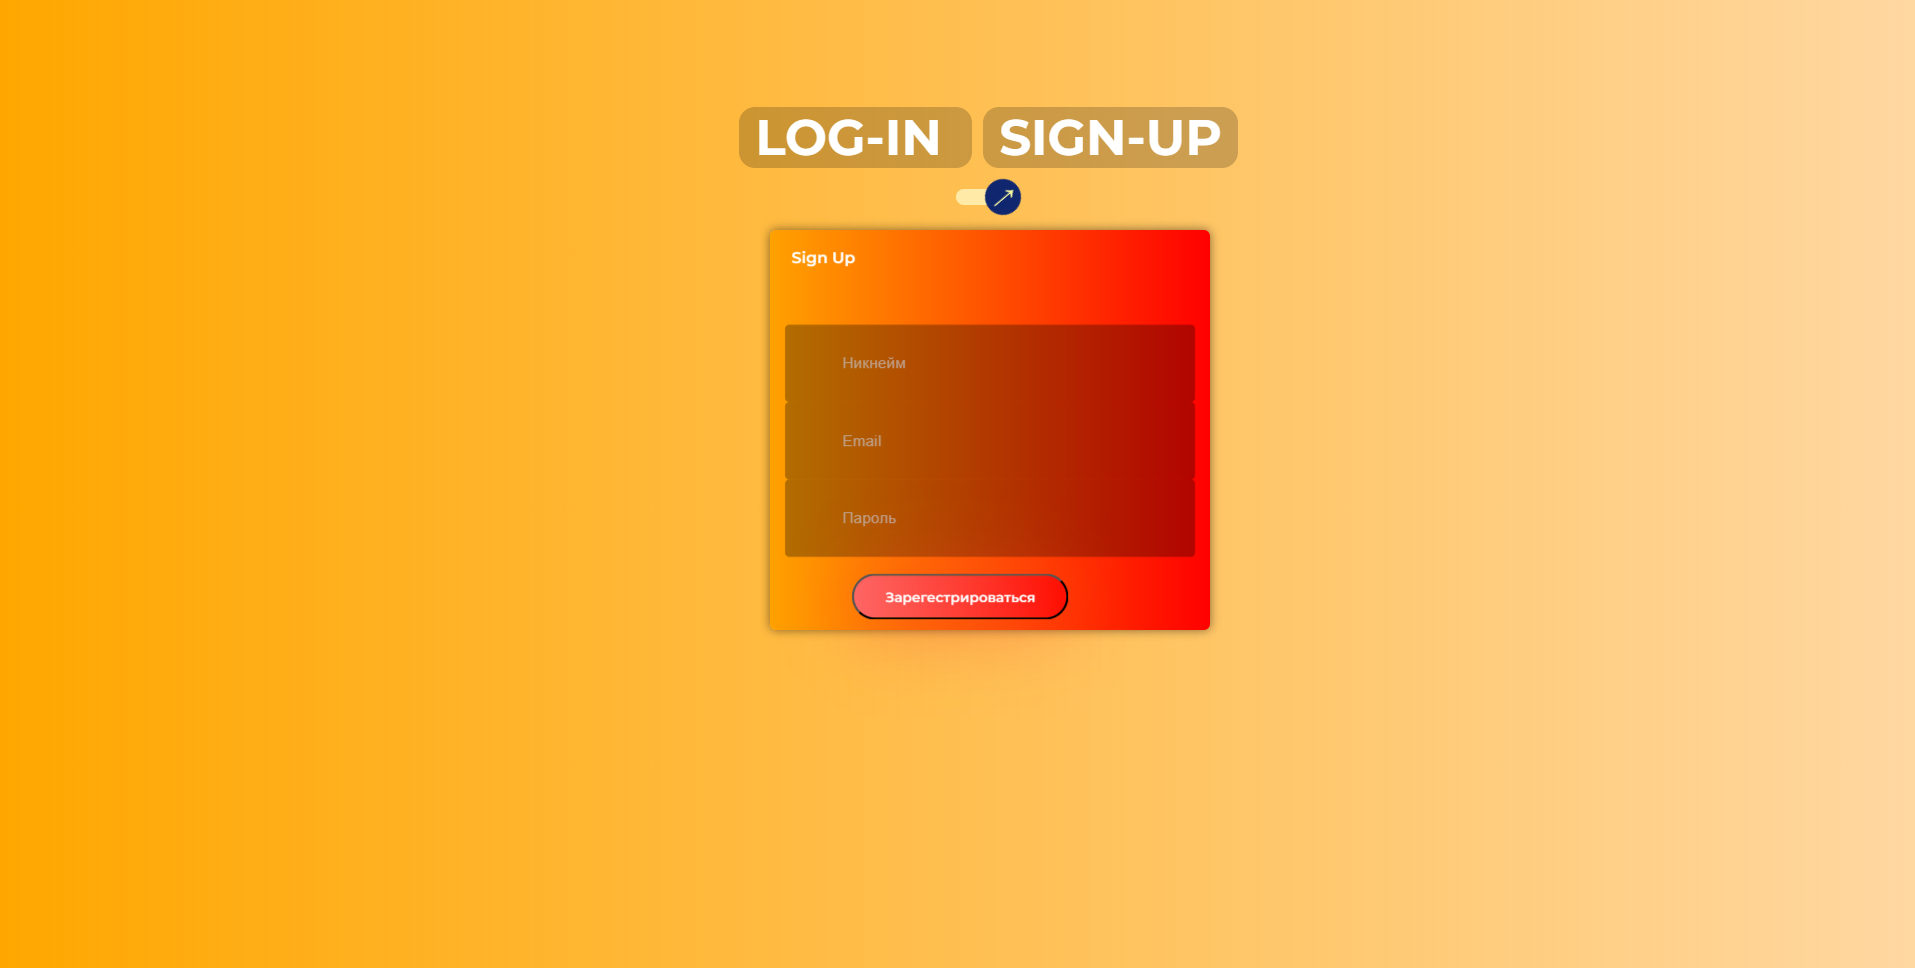 LOG-IN SIGN-UP
Sign Up
Никнейм
Email
Пароль
Зарегестрироваться